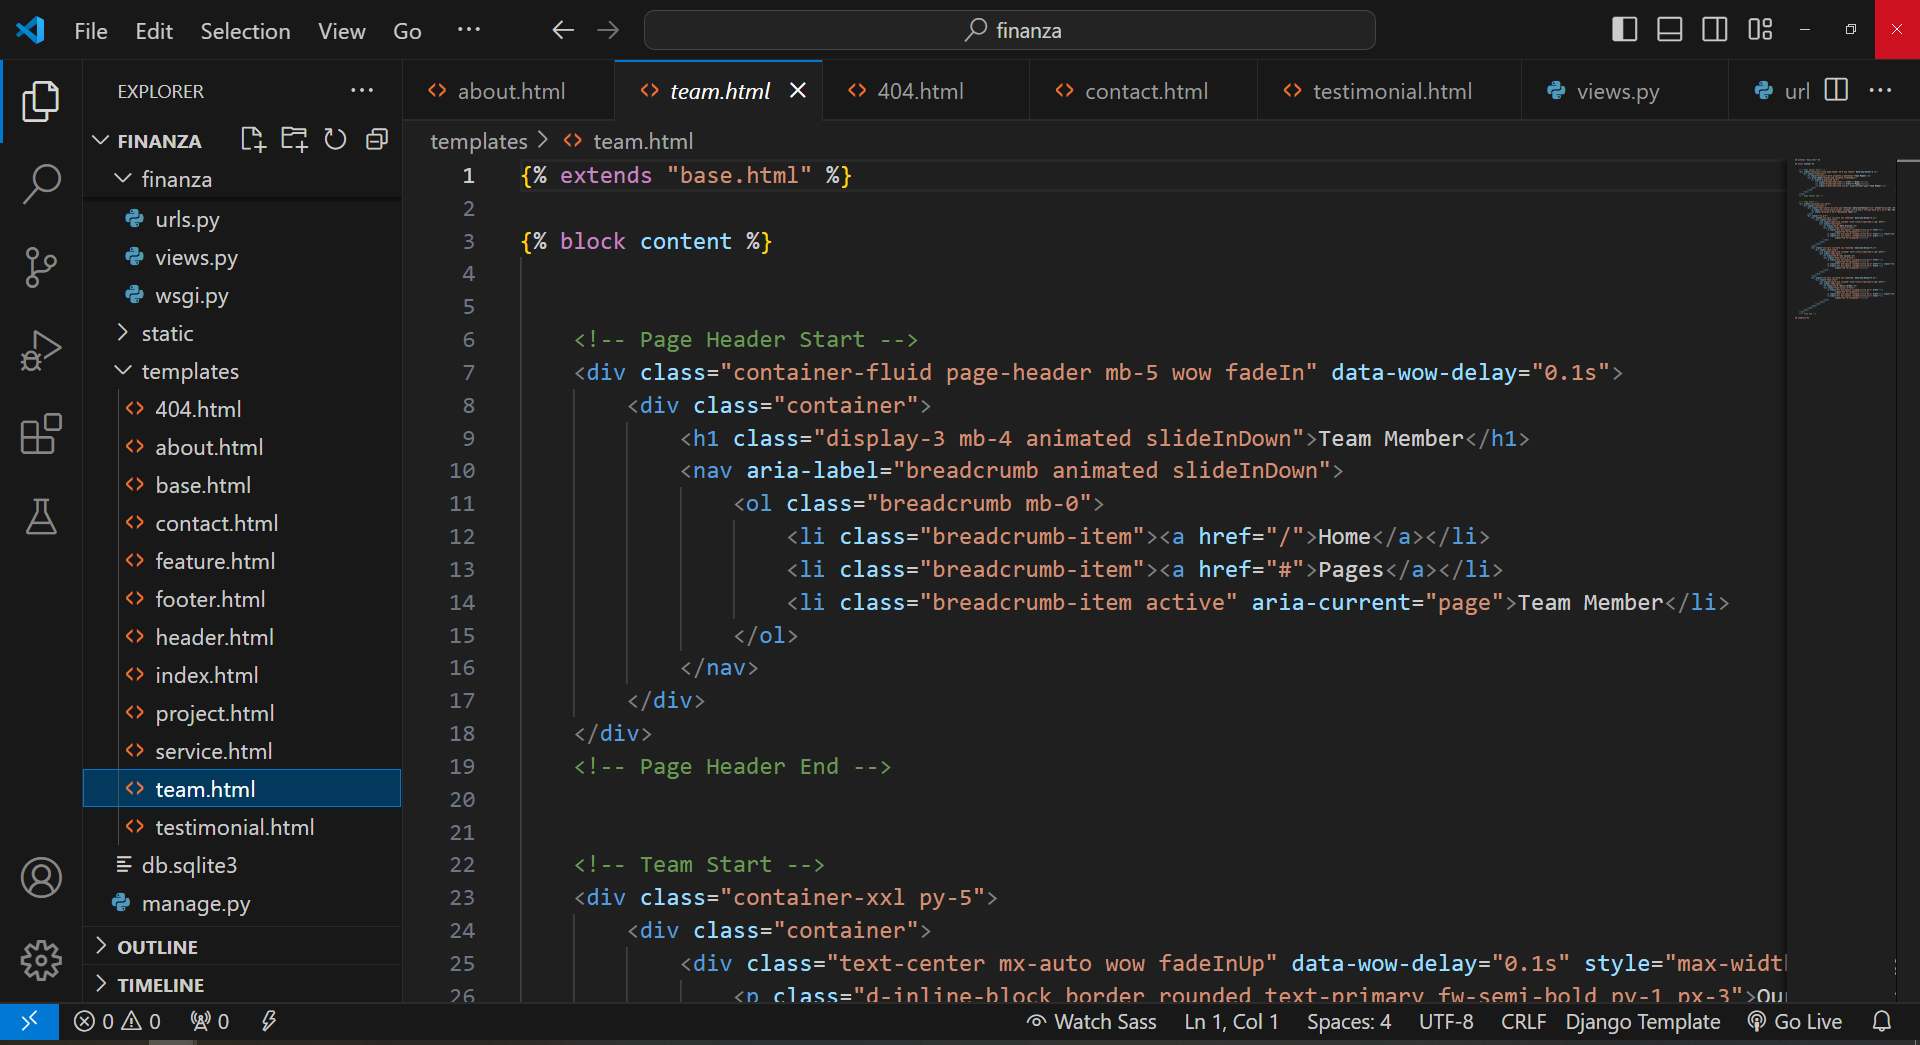 File Edit Selection View Go ··· finanza
EXPLORER ···
about.html team.html 404.html contact.html testimonial.html views.py url ···
FINANZA
finanza
urls.py
views.py
wsgi.py
static
templates
404.html
about.html
base.html
contact.html
feature.html
footer.html
header.html
index.html
project.html
service.html
team.html
testimonial.html
db.sqlite3
manage.py
OUTLINE
TIMELINE
templates > team.html
1 {% extends "base.html" %}
2
3 {% block content %}
4
5
6 <!-- Page Header Start -->
7 <div class="container-fluid page-header mb-5 wow fadeIn" data-wow-delay="0.1s">
8 <div class="container">
9 <h1 class="display-3 mb-4 animated slideInDown">Team Member</h1>
10 <nav aria-label="breadcrumb animated slideInDown">
11 <ol class="breadcrumb mb-0">
12 <li class="breadcrumb-item"><a href="/">Home</a></li>
13 <li class="breadcrumb-item"><a href="#">Pages</a></li>
14 <li class="breadcrumb-item active" aria-current="page">Team Member</li>
15 </ol>
16 </nav>
17 </div>
18 </div>
19 <!-- Page Header End -->
20
21
22 <!-- Team Start -->
23 <div class="container-xxl py-5">
24 <div class="container">
25 <div class="text-center mx-auto wow fadeInUp" data-wow-delay="0.1s" style="max-widt
26 <p class="d-inline-block border rounded text-primary fw-semi-bold py-1 px-3">Ou
0 0 0 Watch Sass Ln 1, Col 1 Spaces: 4 UTF-8 CRLF Django Template Go Live